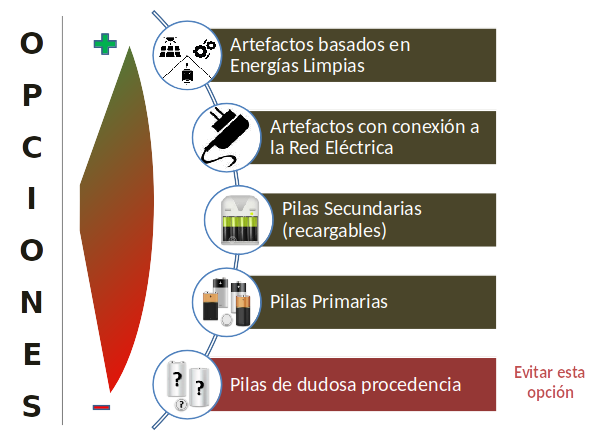 OPCIONES
+
Artefactos basados en
Energías Limpias
Artefactos con conexión a
la Red Eléctrica
Pilas Secundarias
(recargables)
Pilas Primarias
? ? ?
Pilas de dudosa procedencia
Evitar esta
opción
–